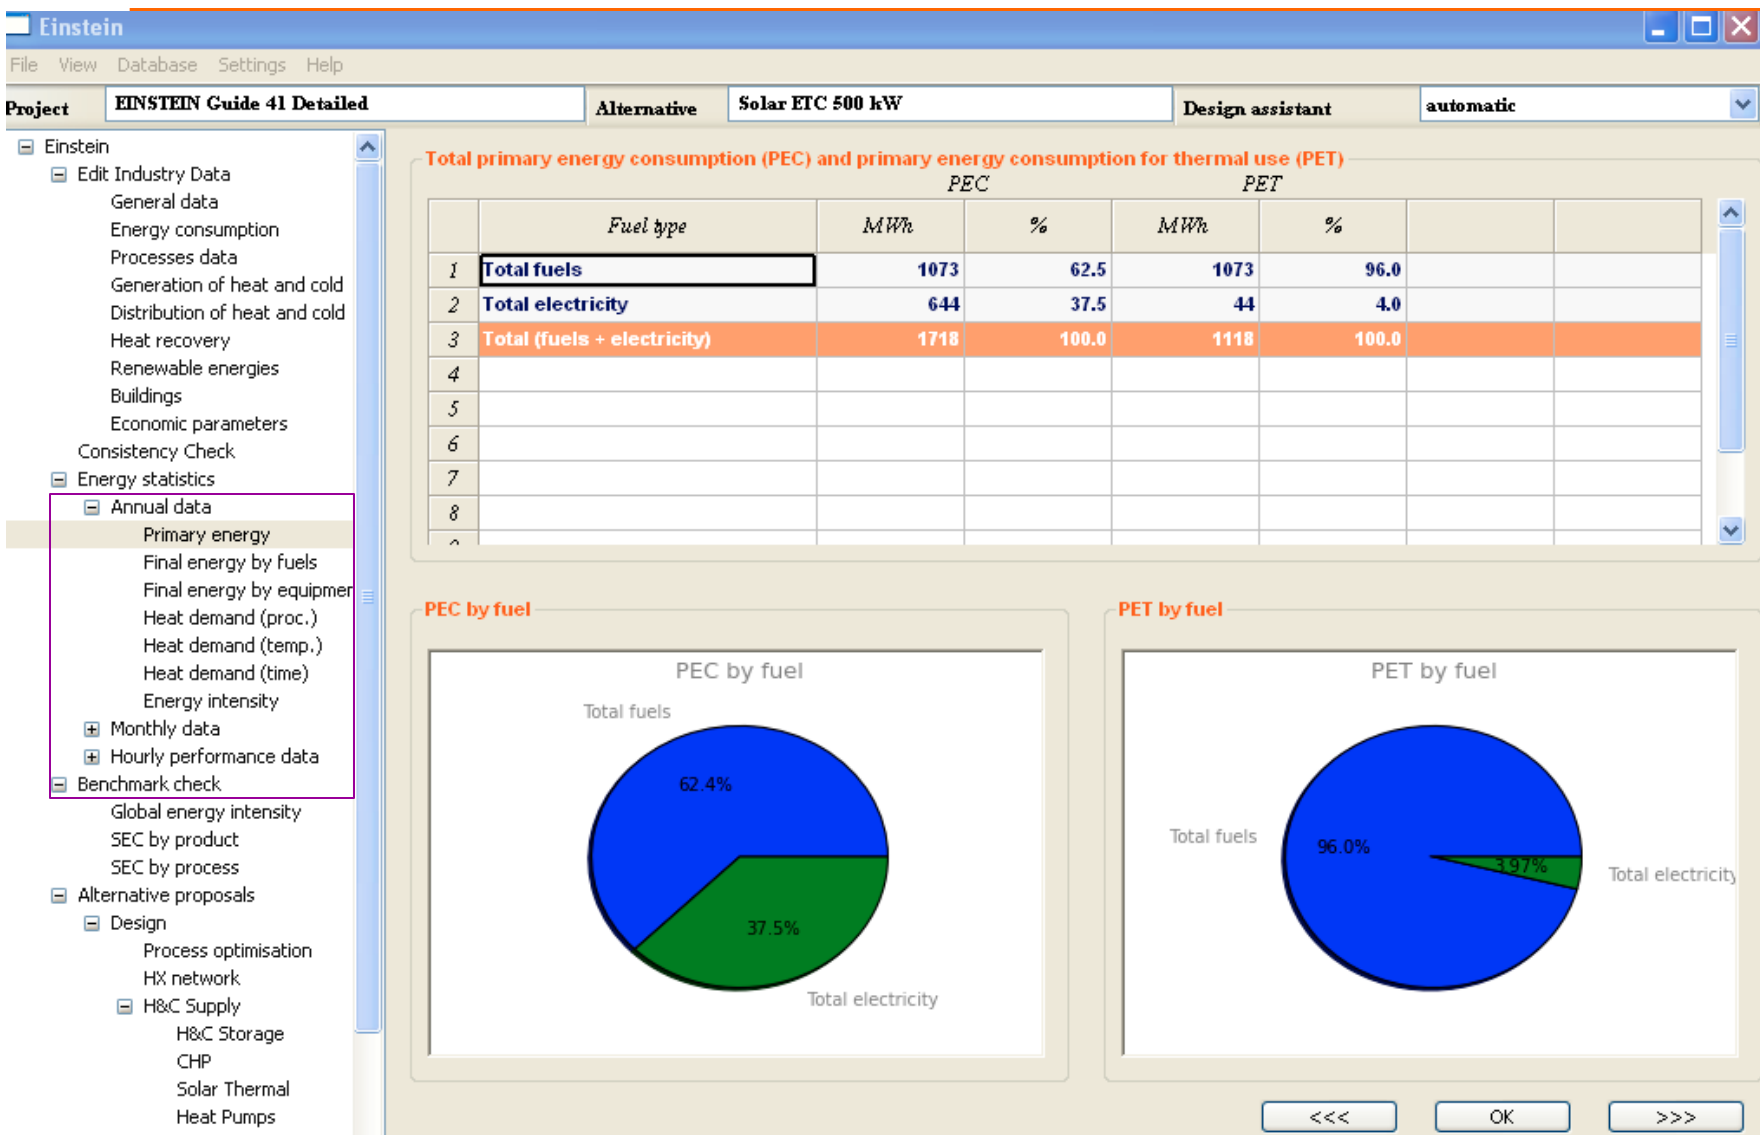 Einstein
File View Database Settings Help
Project EINSTEIN Guide 41 Detailed Alternative Solar ETC 500 kW Design assistant automatic
Einstein
Edit Industry Data
General data
Energy consumption
Processes data
Generation of heat and cold
Distribution of heat and cold
Heat recovery
Renewable energies
Buildings
Economic parameters
Consistency Check
Energy statistics
Annual data
Primary energy
Final energy by fuels
Final energy by equipmer
Heat demand (proc.)
Heat demand (temp.)
Heat demand (time)
Energy intensity
Monthly data
Hourly performance data
Benchmark check
Global energy intensity
SEC by product
SEC by process
Alternative proposals
Design
Process optimisation
HX network
H&C Supply
H&C Storage
CHP
Solar Thermal
Heat Pumps
Total primary energy consumption (PEC) and primary energy consumption for thermal use (PET)
PEC PET
Fuel type MWh % MWh %
1 Total fuels 1073 62.5 1073 96.0
2 Total electricity 644 37.5 44 4.0
3 Total (fuels + electricity) 1718 100.0 1118 100.0
4
5
6
7
8
PEC by fuel
PEC by fuel
Total fuels
62.4%
37.5%
Total electricity
PET by fuel
PET by fuel
Total fuels
96.0%
3.97%
Total electricity
<<< OK >>>